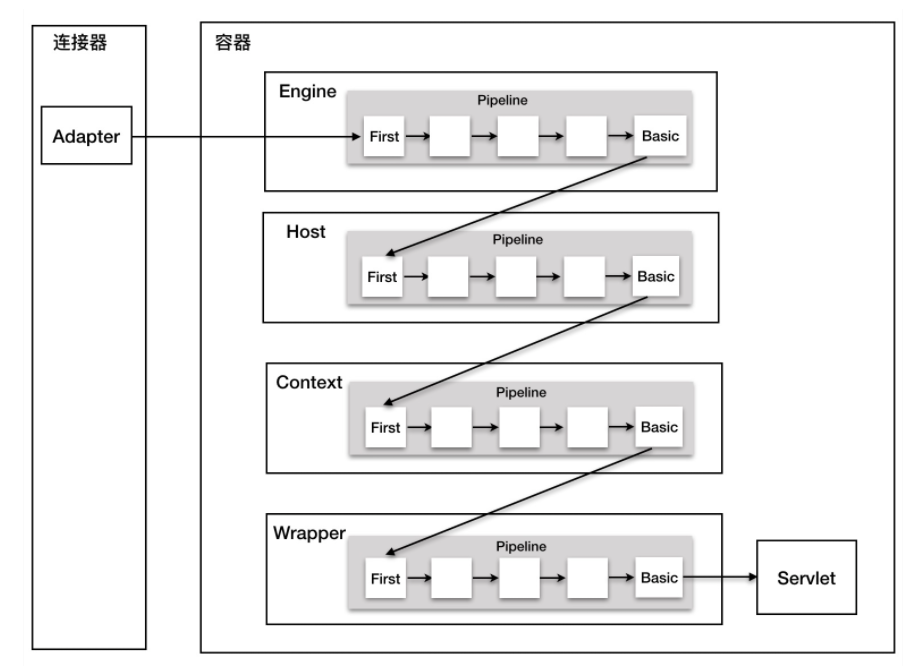 连接器
容器
Adapter
Engine
Pipeline
First
Basic
Host
Pipeline
First
Basic
Context
Pipeline
First
Basic
Wrapper
Pipeline
First
Basic
Servlet